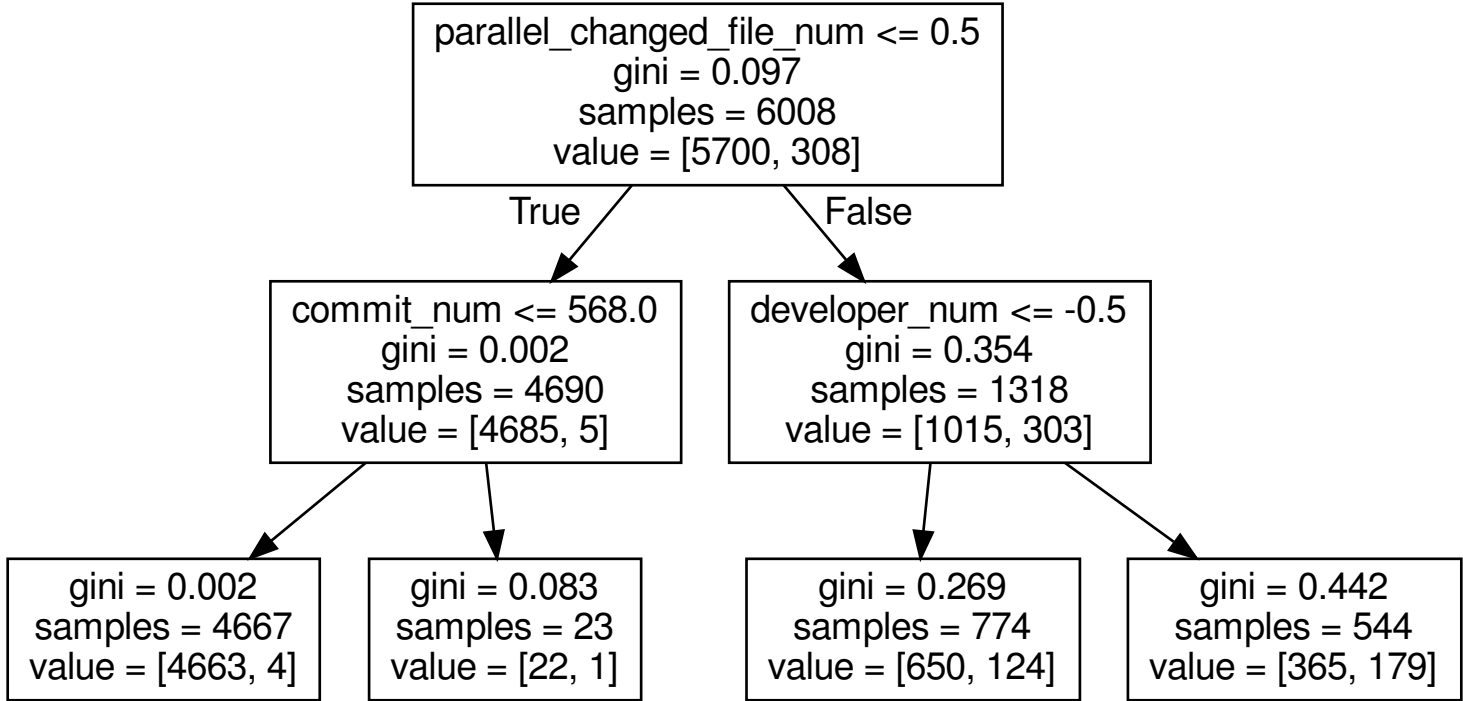 parallel_changed_file_num <= 0.5
gini = 0.097
samples = 6008
value = [5700, 308]
True
False
commit_num <= 568.0
gini = 0.002
samples = 4690
value = [4685, 5]
developer_num <= -0.5
gini = 0.354
samples = 1318
value = [1015, 303]
gini = 0.002
samples = 4667
value = [4663, 4]
gini = 0.083
samples = 23
value = [22, 1]
gini = 0.269
samples = 774
value = [650, 124]
gini = 0.442
samples = 544
value = [365, 179]